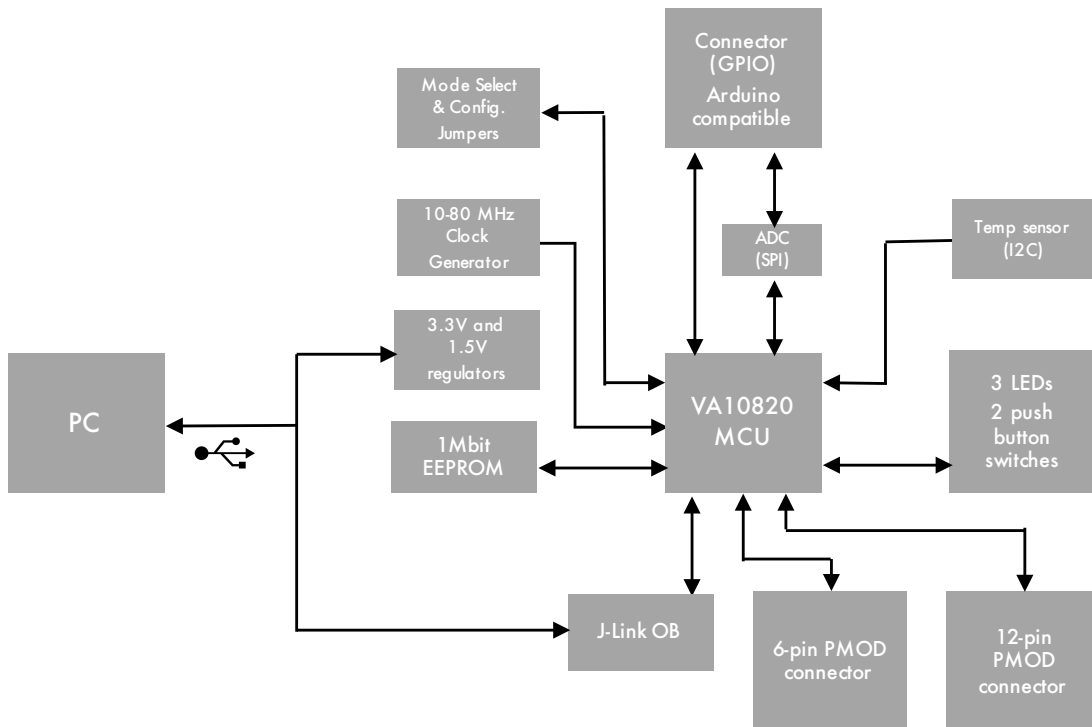 Connector
(GPIO)
Arduino
compatible
Mode Select
& Config.
Jumpers
10-80 MHz
Clock
Generator
ADC
(SPI)
Temp sensor
(I2C)
3.3V and
1.5V
regulators
PC
VA10820
MCU
3 LEDs
2 push
button
switches
1Mbit
EEPROM
J-Link OB
6-pin PMOD
connector
12-pin
PMOD
connector